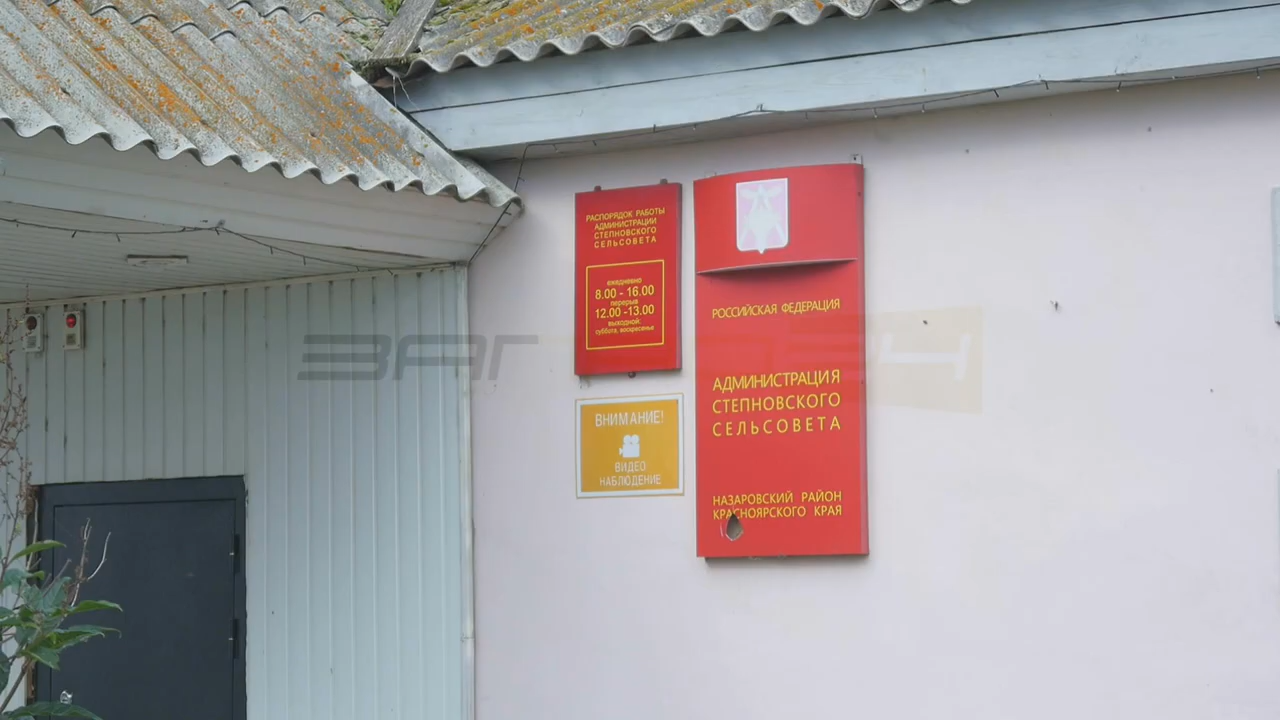 РАСПОРЯДОК РАБОТЫ
АДМИНИСТРАЦИИ
СТЕПНОВСКОГО
СЕЛЬСОВЕТА
ежедневно
8.00 - 16.00
перерыв
12.00 -13.00
выходной:
суббота, воскресенье
ВНИМАНИЕ!
ВИДЕО
НАБЛЮДЕНИЕ
РОССИЙСКАЯ ФЕДЕРАЦИЯ
АДМИНИСТРАЦИЯ
СТЕПНОВСКОГО
СЕЛЬСОВЕТА
НАЗАРОВСКИЙ РАЙОН
КРАСНОЯРСКОГО КРАЯ